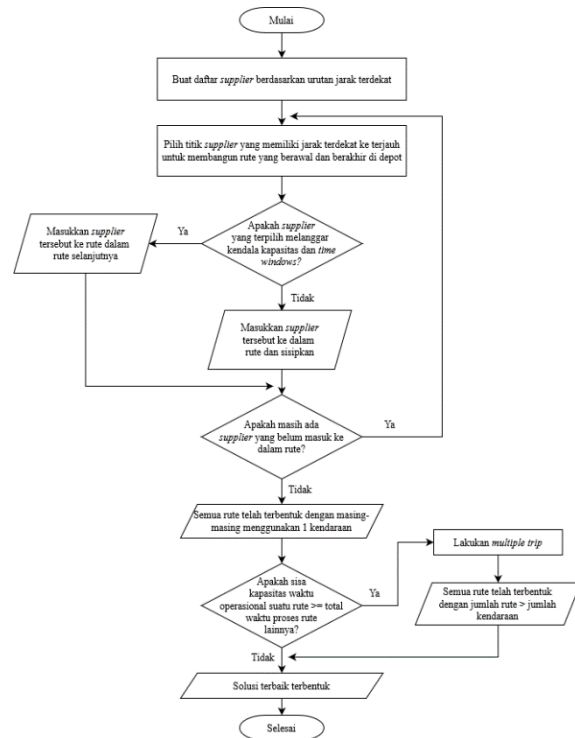 Mulai
Buat daftar supplier berdasarkan urutan jarak terdekat
Pilih titik supplier yang memiliki jarak terdekat ke terjauh
untuk membangun rute yang berawal dan berakhir di depot
Apakah supplier
yang terpilih melanggar
kendala kapasitas dan time
windows?
Ya
Masukkan supplier
tersebut ke rute dalam
rute selanjutnya
Tidak
Masukkan supplier
tersebut ke dalam
rute dan sisipkan
Apakah masih ada
supplier yang belum masuk ke
dalam rute?
Ya
Tidak
Semua rute telah terbentuk dengan masing-
masing menggunakan 1 kendaraan
Apakah sisa
kapasitas waktu
operasional suatu rute >= total
waktu proses rute
lainnya?
Ya
Lakukan multiple trip
Semua rute telah terbentuk
dengan jumlah rute > jumlah
kendaraan
Tidak
Solusi terbaik terbentuk
Selesai